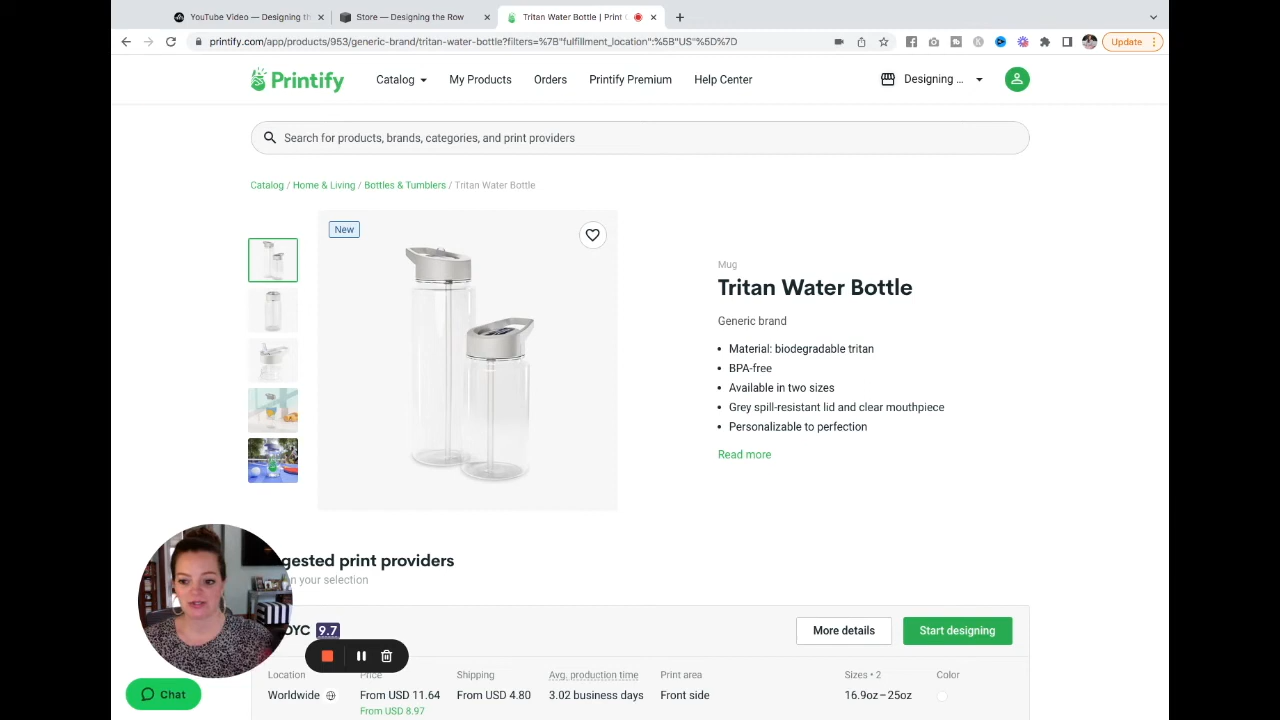 YouTube Video — Designing th
Store — Designing the Row
Tritan Water Bottle | Print
printify.com/app/products/953/generic-brand/tritan-water-bottle?filters=%7B"fulfillment_location":%5B"US"%5D%7D
Update
Printify
Catalog
My Products
Orders
Printify Premium
Help Center
Designing ...
Search for products, brands, categories, and print providers
Catalog / Home & Living / Bottles & Tumblers / Tritan Water Bottle
New
Mug
Tritan Water Bottle
Generic brand
• Material: biodegradable tritan
• BPA-free
• Available in two sizes
• Grey spill-resistant lid and clear mouthpiece
• Personalizable to perfection
Read more
gested print providers
n your selection
OYC 9.7
More details
Start designing
Location Price Shipping Avg. production time Print area Sizes • 2 Color
Worldwide From USD 11.64 From USD 4.80 3.02 business days Front side 16.9oz–25oz
From USD 8.97
Chat